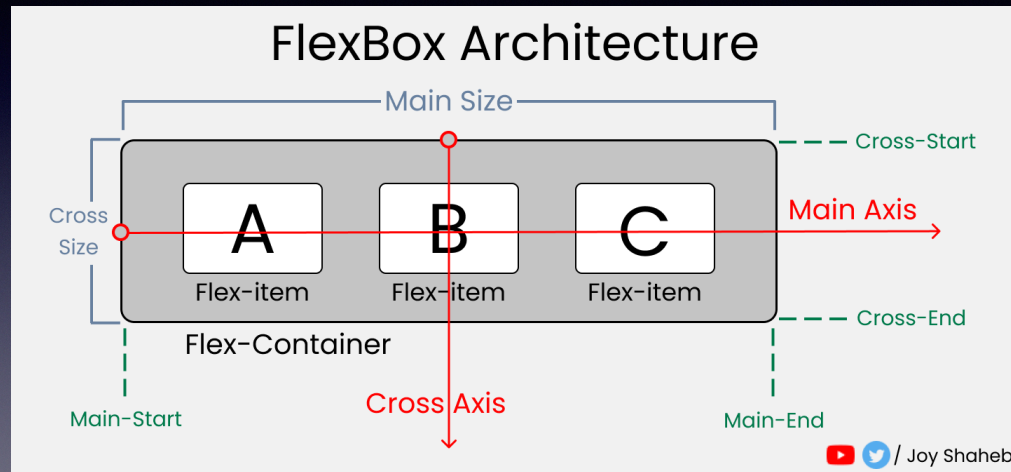 FlexBox Architecture
Main Size
Cross-Start
Cross
Size
Main Axis
A
B
C
Flex-item
Flex-item
Flex-item
Cross-End
Flex-Container
Cross Axis
Main-Start
Main-End
/ Joy Shaheb